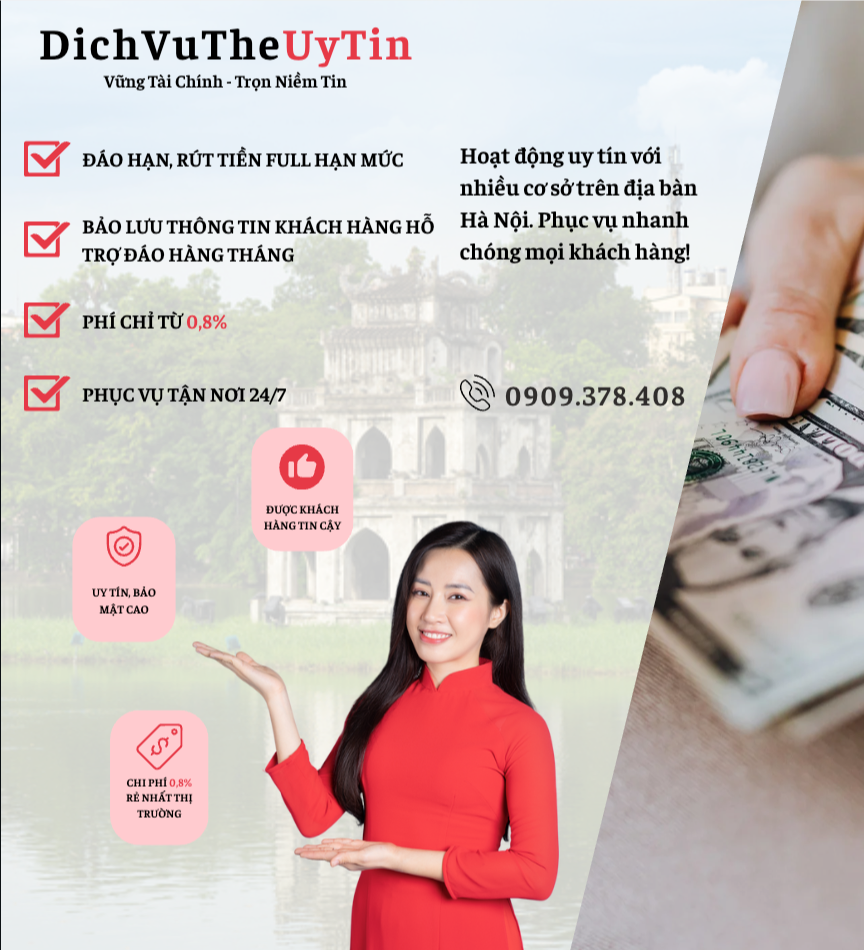 DichVuTheUyTin
Vững Tài Chính - Trọn Niềm Tin
ĐÁO HẠN, RÚT TIỀN FULL HẠN MỨC
BẢO LƯU THÔNG TIN KHÁCH HÀNG HỖ
TRỢ ĐÁO HÀNG THÁNG
PHÍ CHỈ TỪ 0,8%
PHỤC VỤ TẬN NƠI 24/7
Hoạt động uy tín với
nhiều cơ sở trên địa bàn
Hà Nội. Phục vụ nhanh
chóng mọi khách hàng!
0909.378.408
ĐƯỢC KHÁCH
HÀNG TIN CẬY
UY TÍN, BẢO
MẬT CAO
CHI PHÍ 0,8%
RẺ NHẤT THỊ
TRƯỜNG